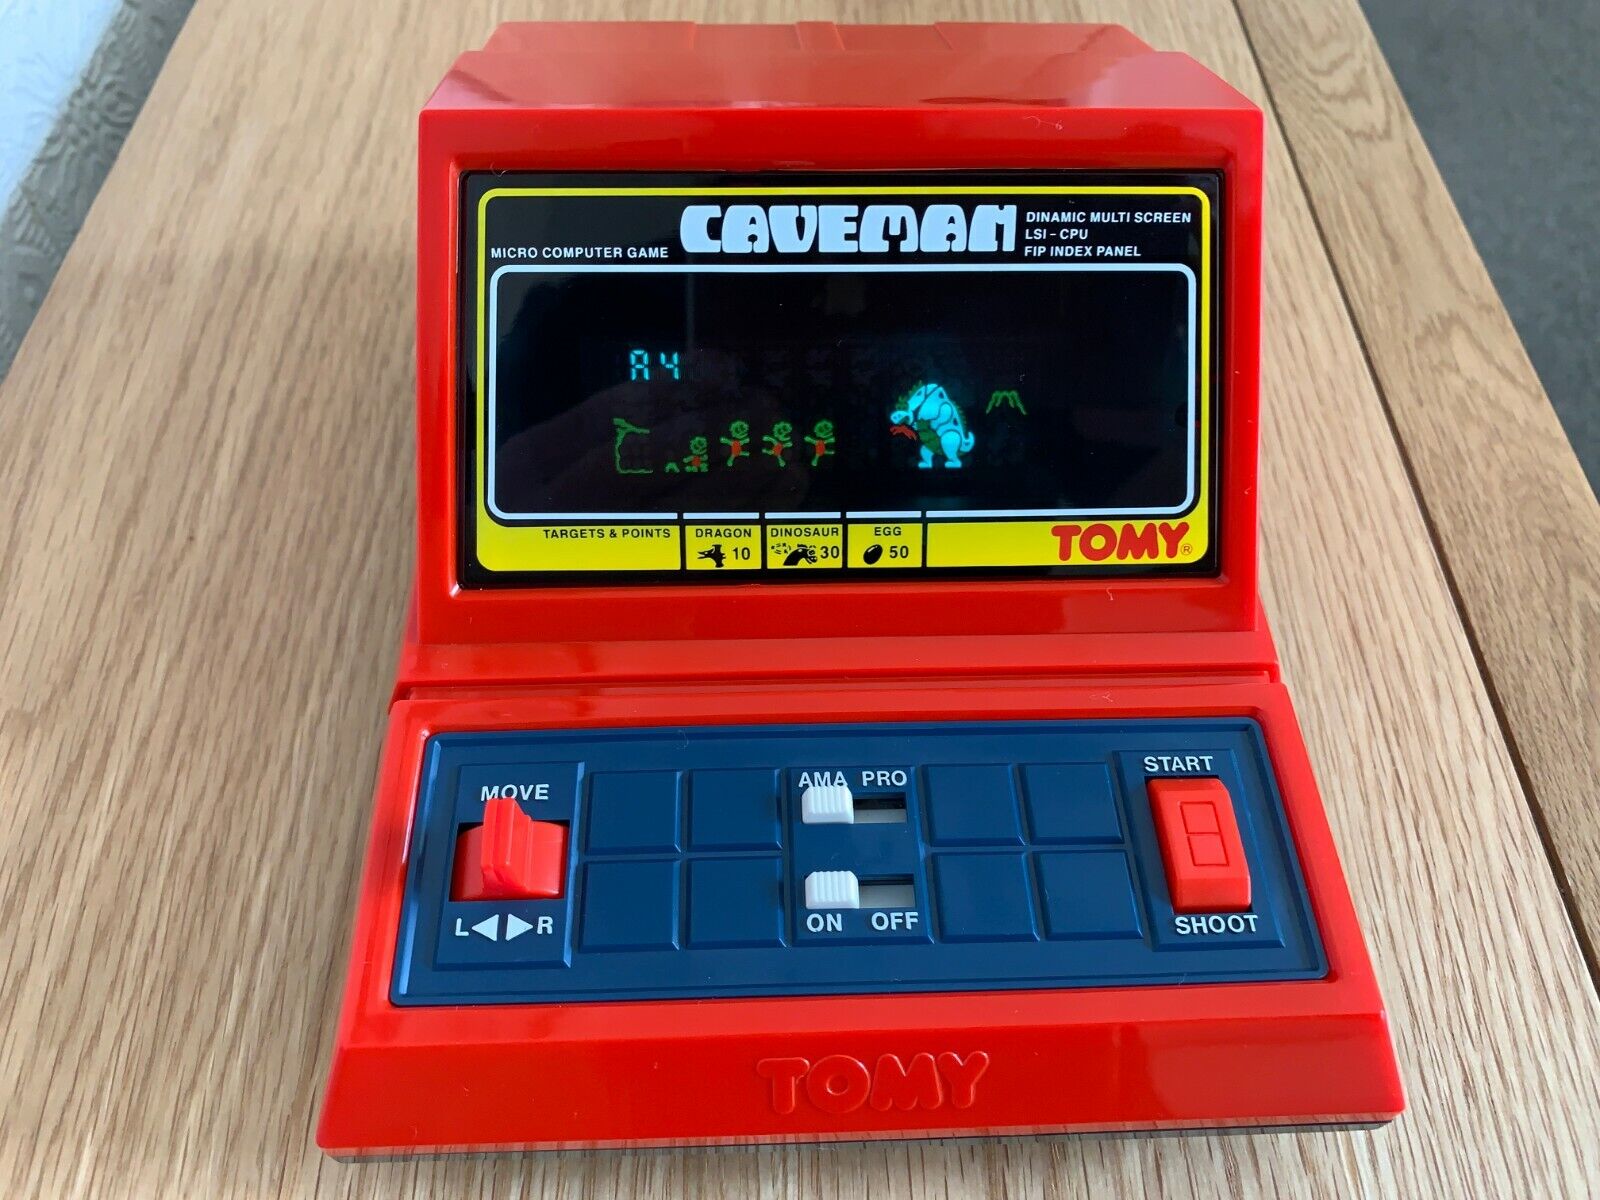 CAVEMAN
MICRO COMPUTER GAME
DINAMIC MULTI SCREEN
LSI - CPU
FIP INDEX PANEL
A 4
TARGETS & POINTS
DRAGON
10
DINOSAUR
30
EGG
50
TOMY®
MOVE
L R
AMA PRO
ON OFF
START
SHOOT
TOMY